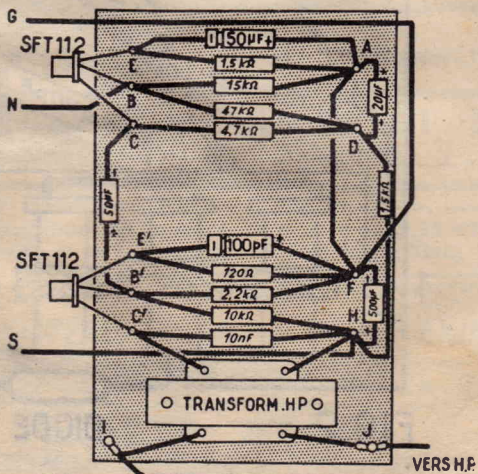 G
SFT112
50µF+
A
E
1,5kΩ
15kΩ
20µF
N
B
47kΩ
C
4,7kΩ
D
50µF
+
1,5kΩ
E'
100pF
+
SFT112
120Ω
F
B'
2,2kΩ
500µF
10kΩ
C'
H
+
10nF
S
TRANSFORM.HP
I
J
VERS H.P.